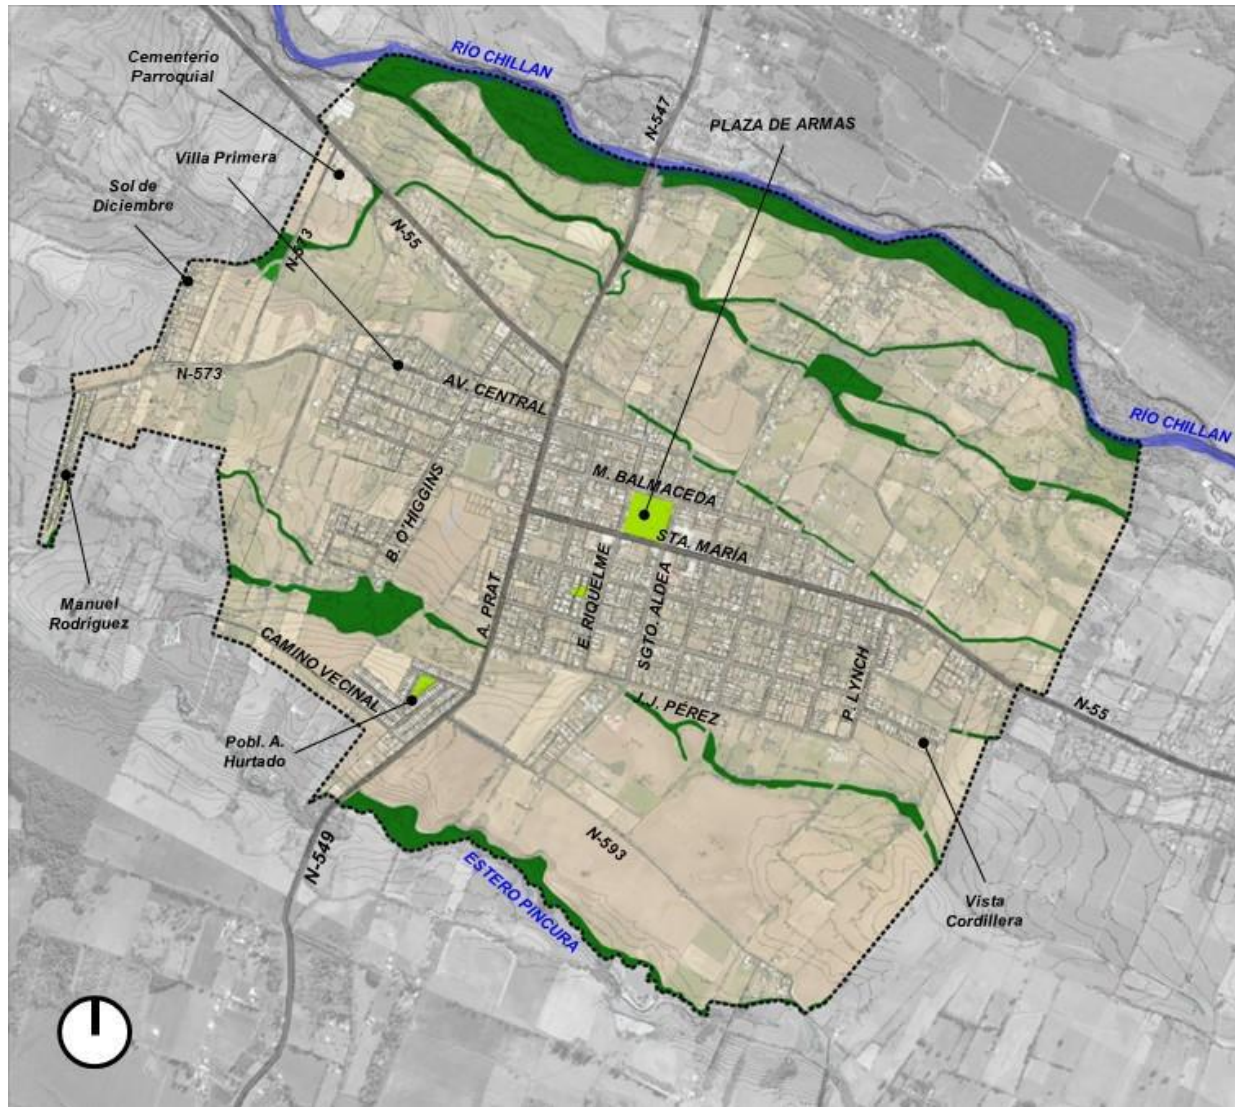 RÍO CHILLAN
Cementerio
Parroquial
N-547
PLAZA DE ARMAS
Villa Primera
Sol de
Diciembre
N-55
N-573
N-573
AV. CENTRAL
RÍO CHILLAN
M. BALMACEDA
B. O'HIGGINS
STA. MARÍA
A. PRAT
E. RIQUELME
SGTO. ALDEA
Manuel
Rodriguez
CAMINO VECINAL
P. LYNCH
J.J. PÉREZ
N-55
Pobl. A.
Hurtado
N-593
N-549
ESTERO PINCURA
Vista
Cordillera